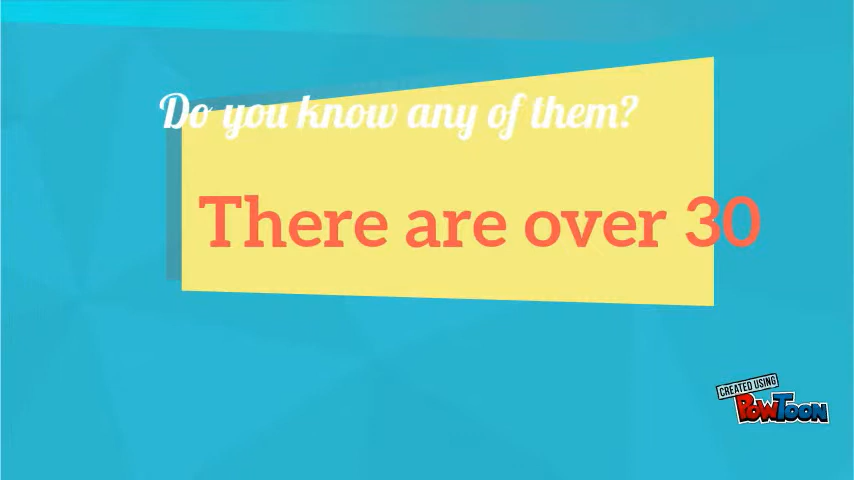 Do you know any of them?
There are over 30
CREATED USING
POWTOON